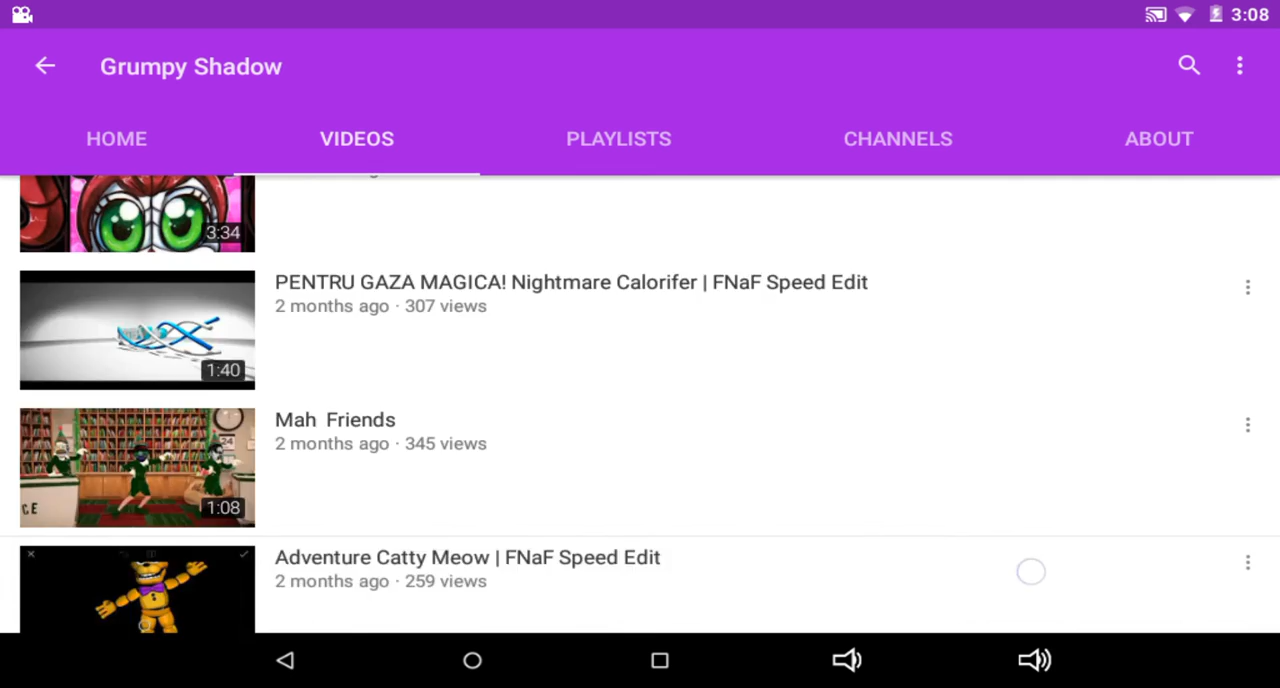 3:08
Grumpy Shadow
HOME VIDEOS PLAYLISTS CHANNELS ABOUT
3:34
PENTRU GAZA MAGICA! Nightmare Calorifer | FNaF Speed Edit
2 months ago · 307 views
1:40
Mah Friends
2 months ago · 345 views
24
CE
1:08
Adventure Catty Meow | FNaF Speed Edit
2 months ago · 259 views